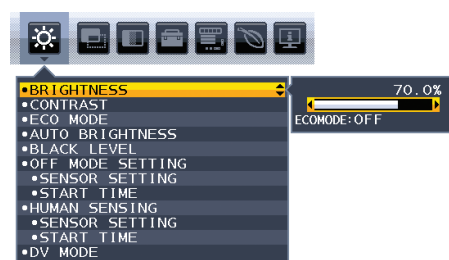 •BRIGHTNESS
70.0%
ECOMODE:OFF
•CONTRAST
•ECO MODE
•AUTO BRIGHTNESS
•BLACK LEVEL
•OFF MODE SETTING
•SENSOR SETTING
•START TIME
•HUMAN SENSING
•SENSOR SETTING
•START TIME
•DV MODE